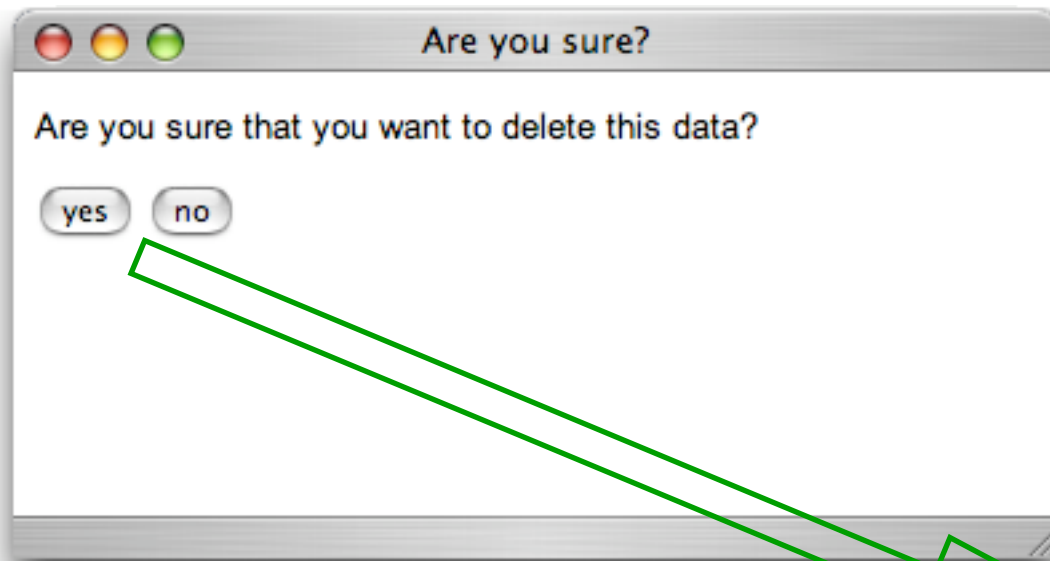 Are you sure?
Are you sure that you want to delete this data?
yes no